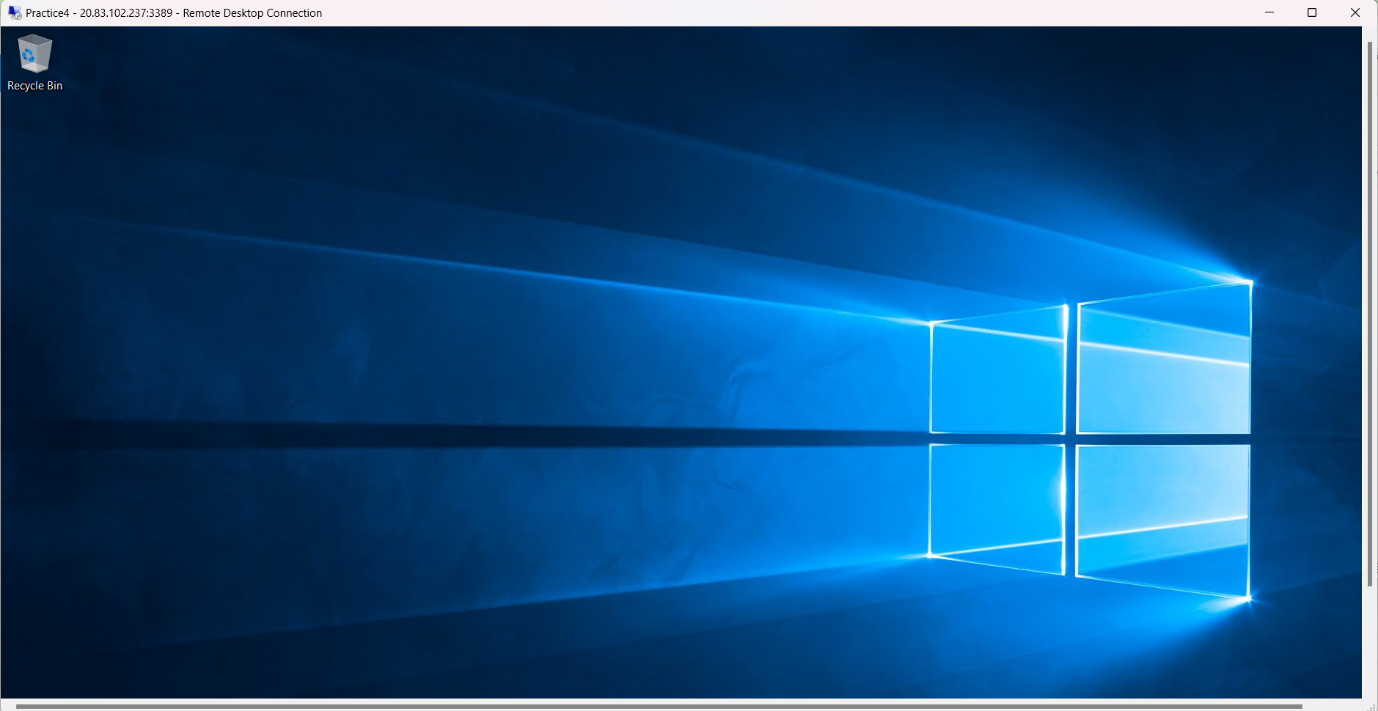 Practice4 - 20.83.102.237:3389 - Remote Desktop Connection
Recycle Bin